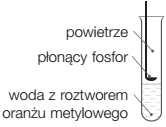 powietrze
płonący fosfor
woda z roztworem
oranżu metylowego